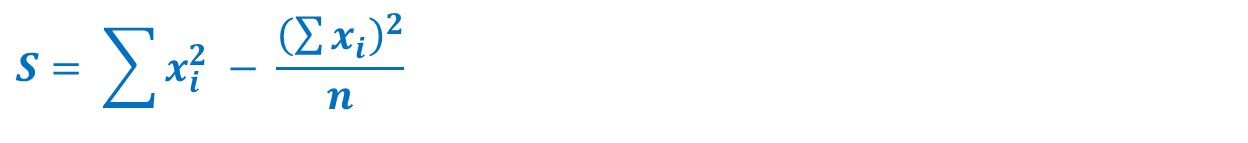 S = ∑ x_i^2 − (∑ x_i)^2 / n